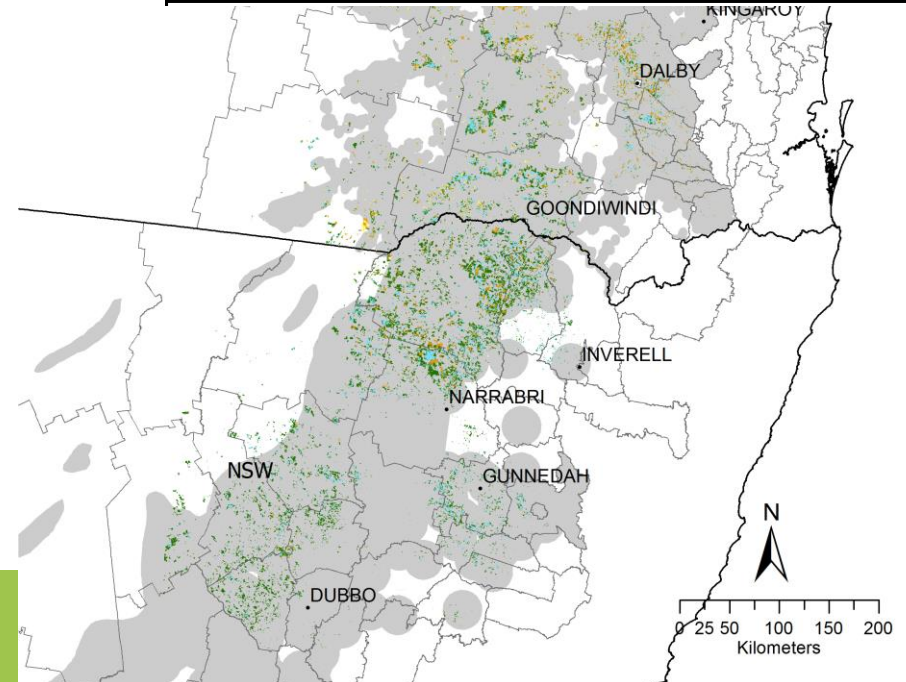 KINGAROY
DALBY
GOONDIWINDI
INVERELL
NARRABRI
NSW
GUNNEDAH
N
DUBBO
0 25 50 100 150 200
Kilometers